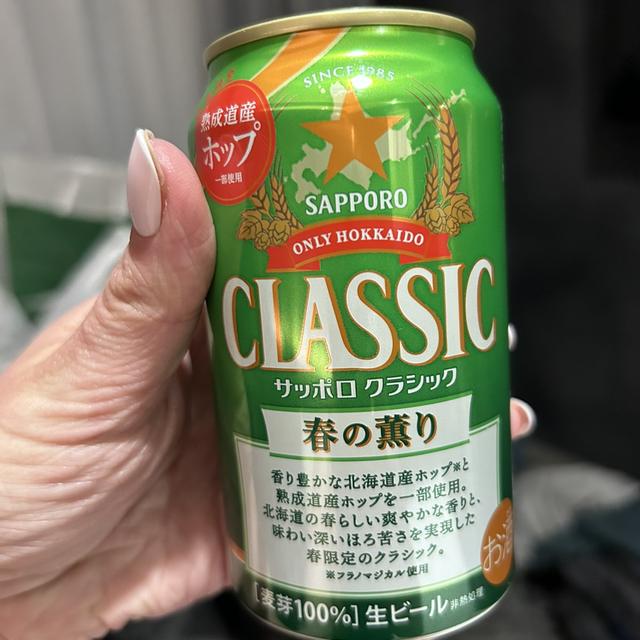 SINCE 1985
熟成道産
ホップ
一部使用
SAPPORO
ONLY HOKKAIDO
CLASSIC
サッポロ クラシック
春の薫り
香り豊かな北海道産ホップ※と
熟成道産ホップを一部使用。
北海道の春らしい爽やかな香りと、
味わい深いほろ苦さを実現した
春限定のクラシック。
※フラノマジカル使用
お酒
[麦芽100%]生ビール 非熱処理